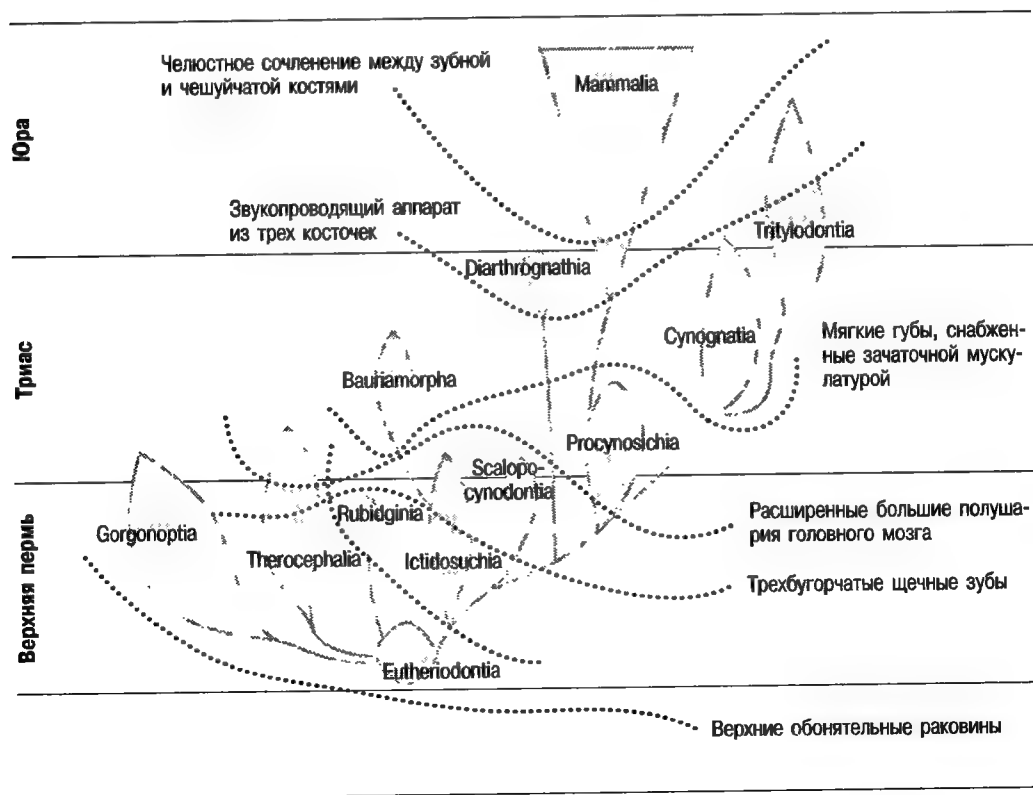 Челюстное сочленение между зубной
и чешуйчатой костями
Mammalia
Юра
Звукопроводящий аппарат
из трех косточек
Tritylodontia
Diarthrognathia
Cynognatia
Мягкие губы, снабжен-
ные зачаточной муску-
латурой
Триас
Bauriamorpha
Procynosichia
Scalopo-
cynodontia
Rubidginia
Gorgonoptia
Therocephalia
Ictidosuchia
Расширенные большие полуша-
рия головного мозга
Трехбугорчатые щечные зубы
Верхняя пермь
Eutheriodontia
Верхние обонятельные раковины